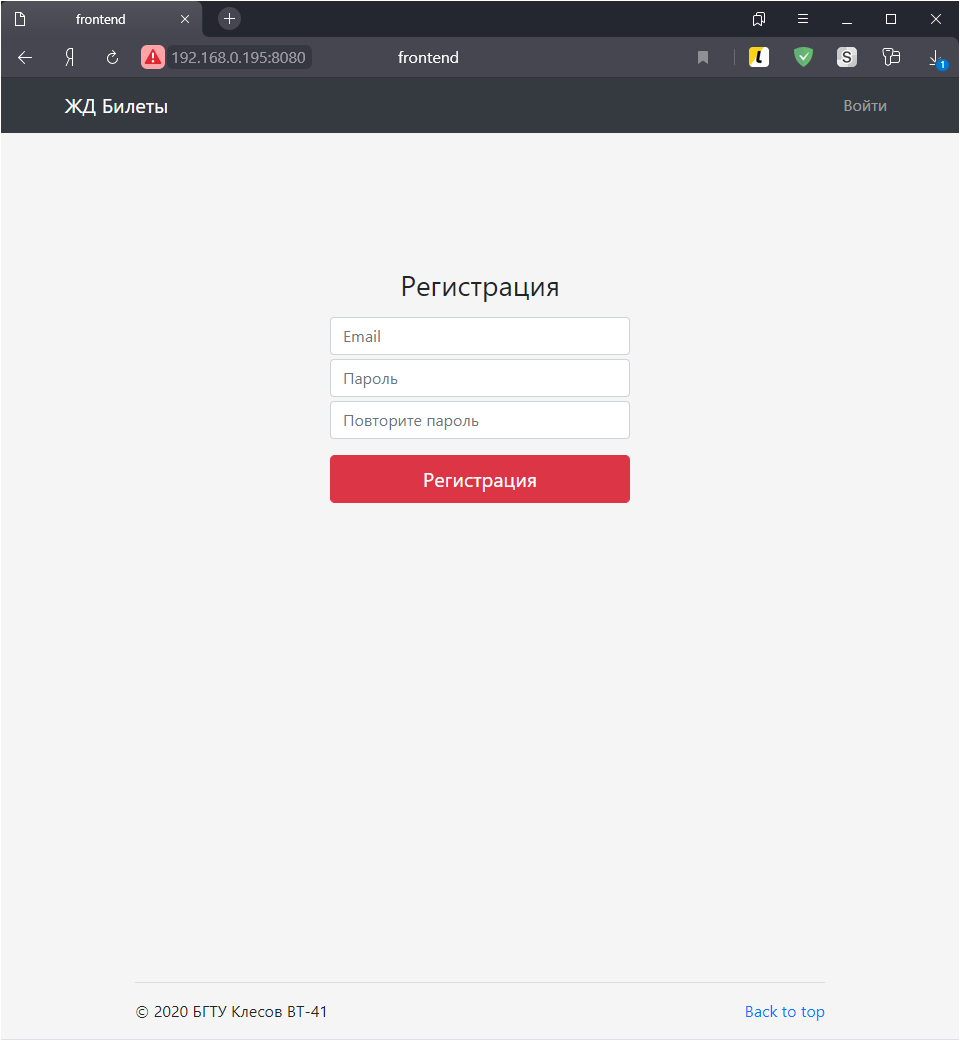 frontend
192.168.0.195:8080
frontend
L
S
1
ЖД Билеты
Войти
Регистрация
Email
Пароль
Повторите пароль
Регистрация
© 2020 БГТУ Клесов ВТ-41
Back to top